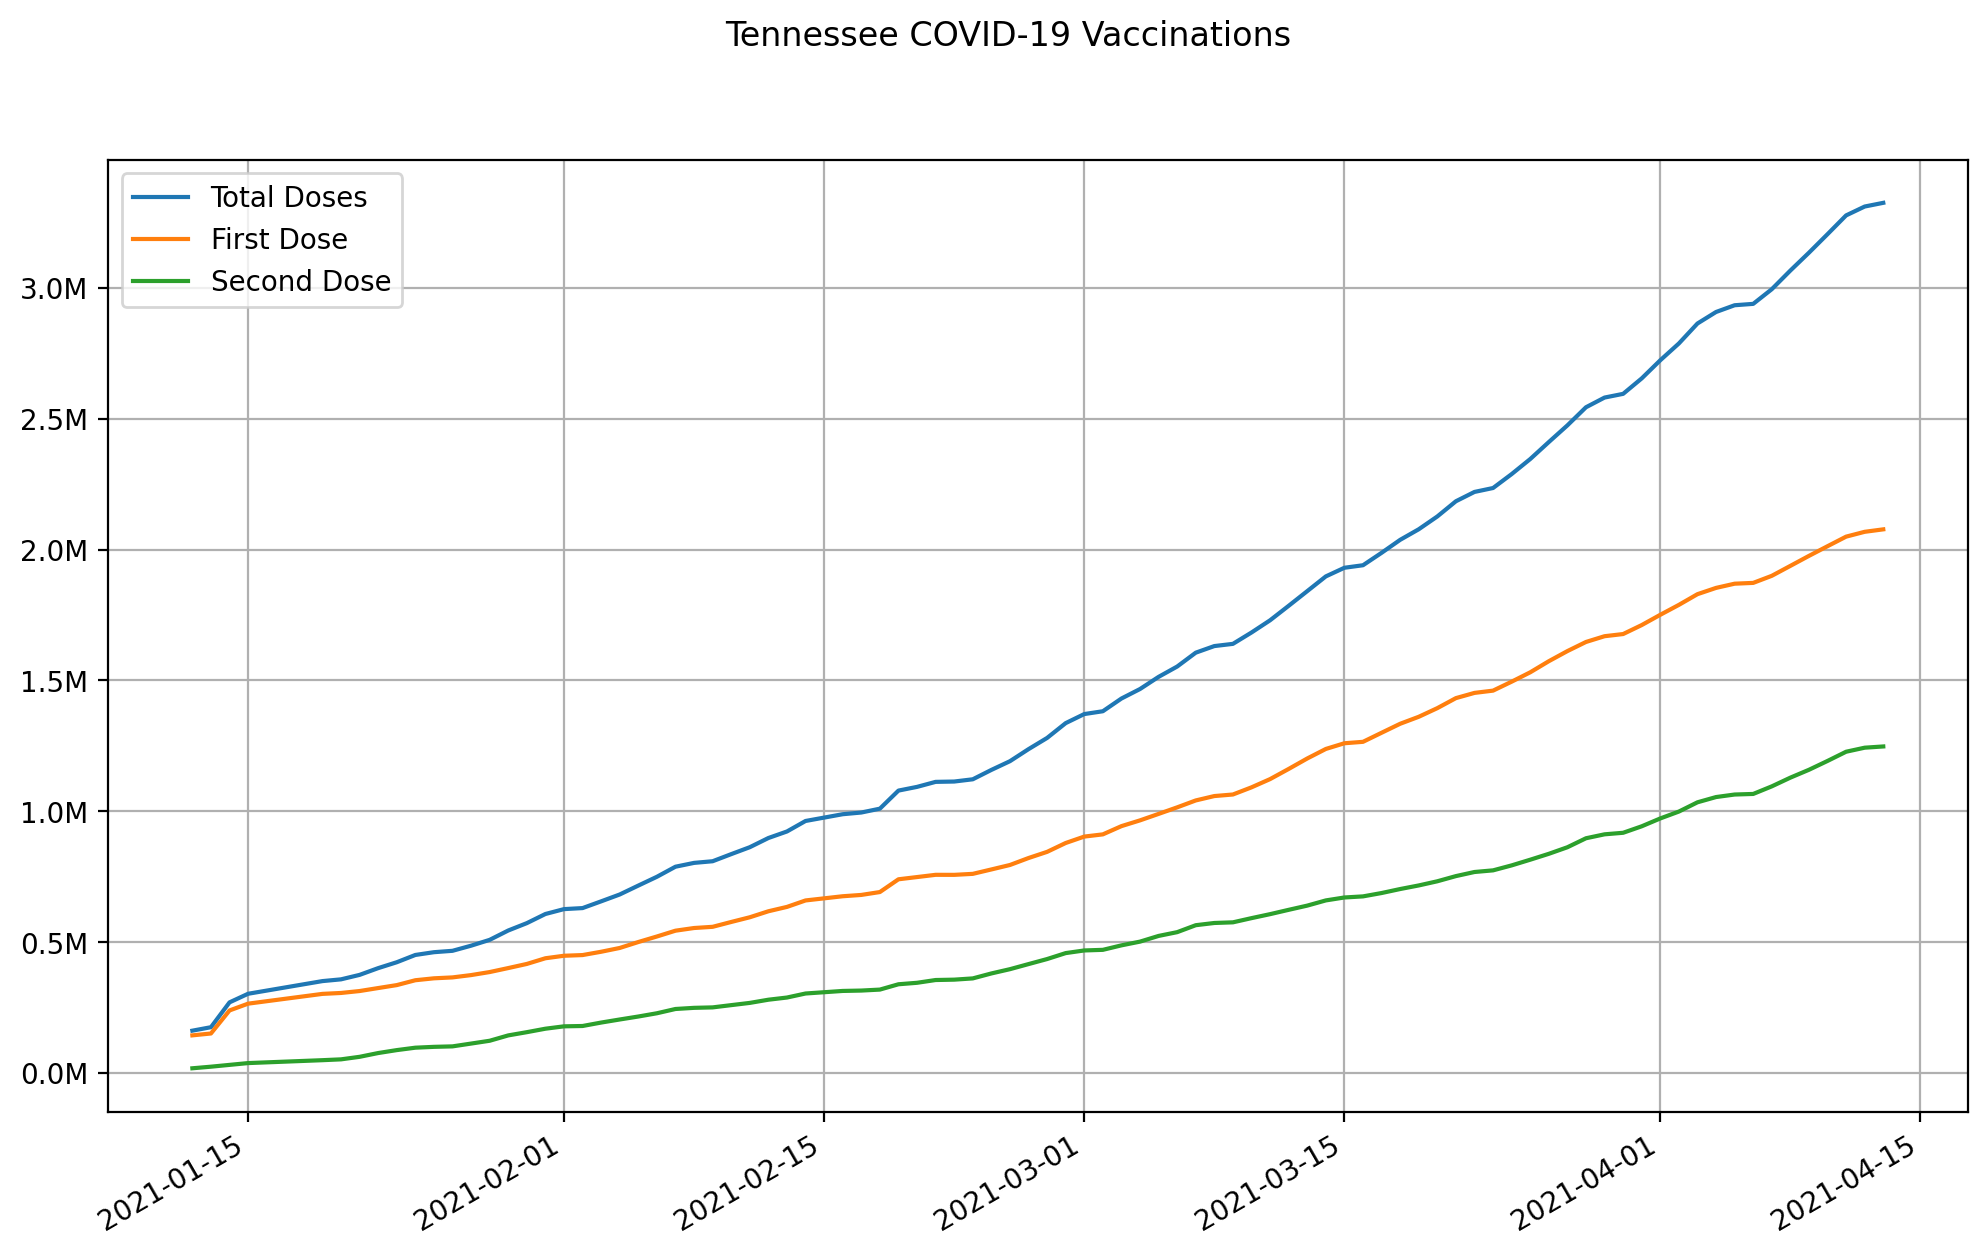 Tennessee COVID-19 Vaccinations
Total Doses
First Dose
Second Dose
3.0M
2.5M
2.0M
1.5M
1.0M
0.5M
0.0M
2021-01-15
2021-02-01
2021-02-15
2021-03-01
2021-03-15
2021-04-01
2021-04-15